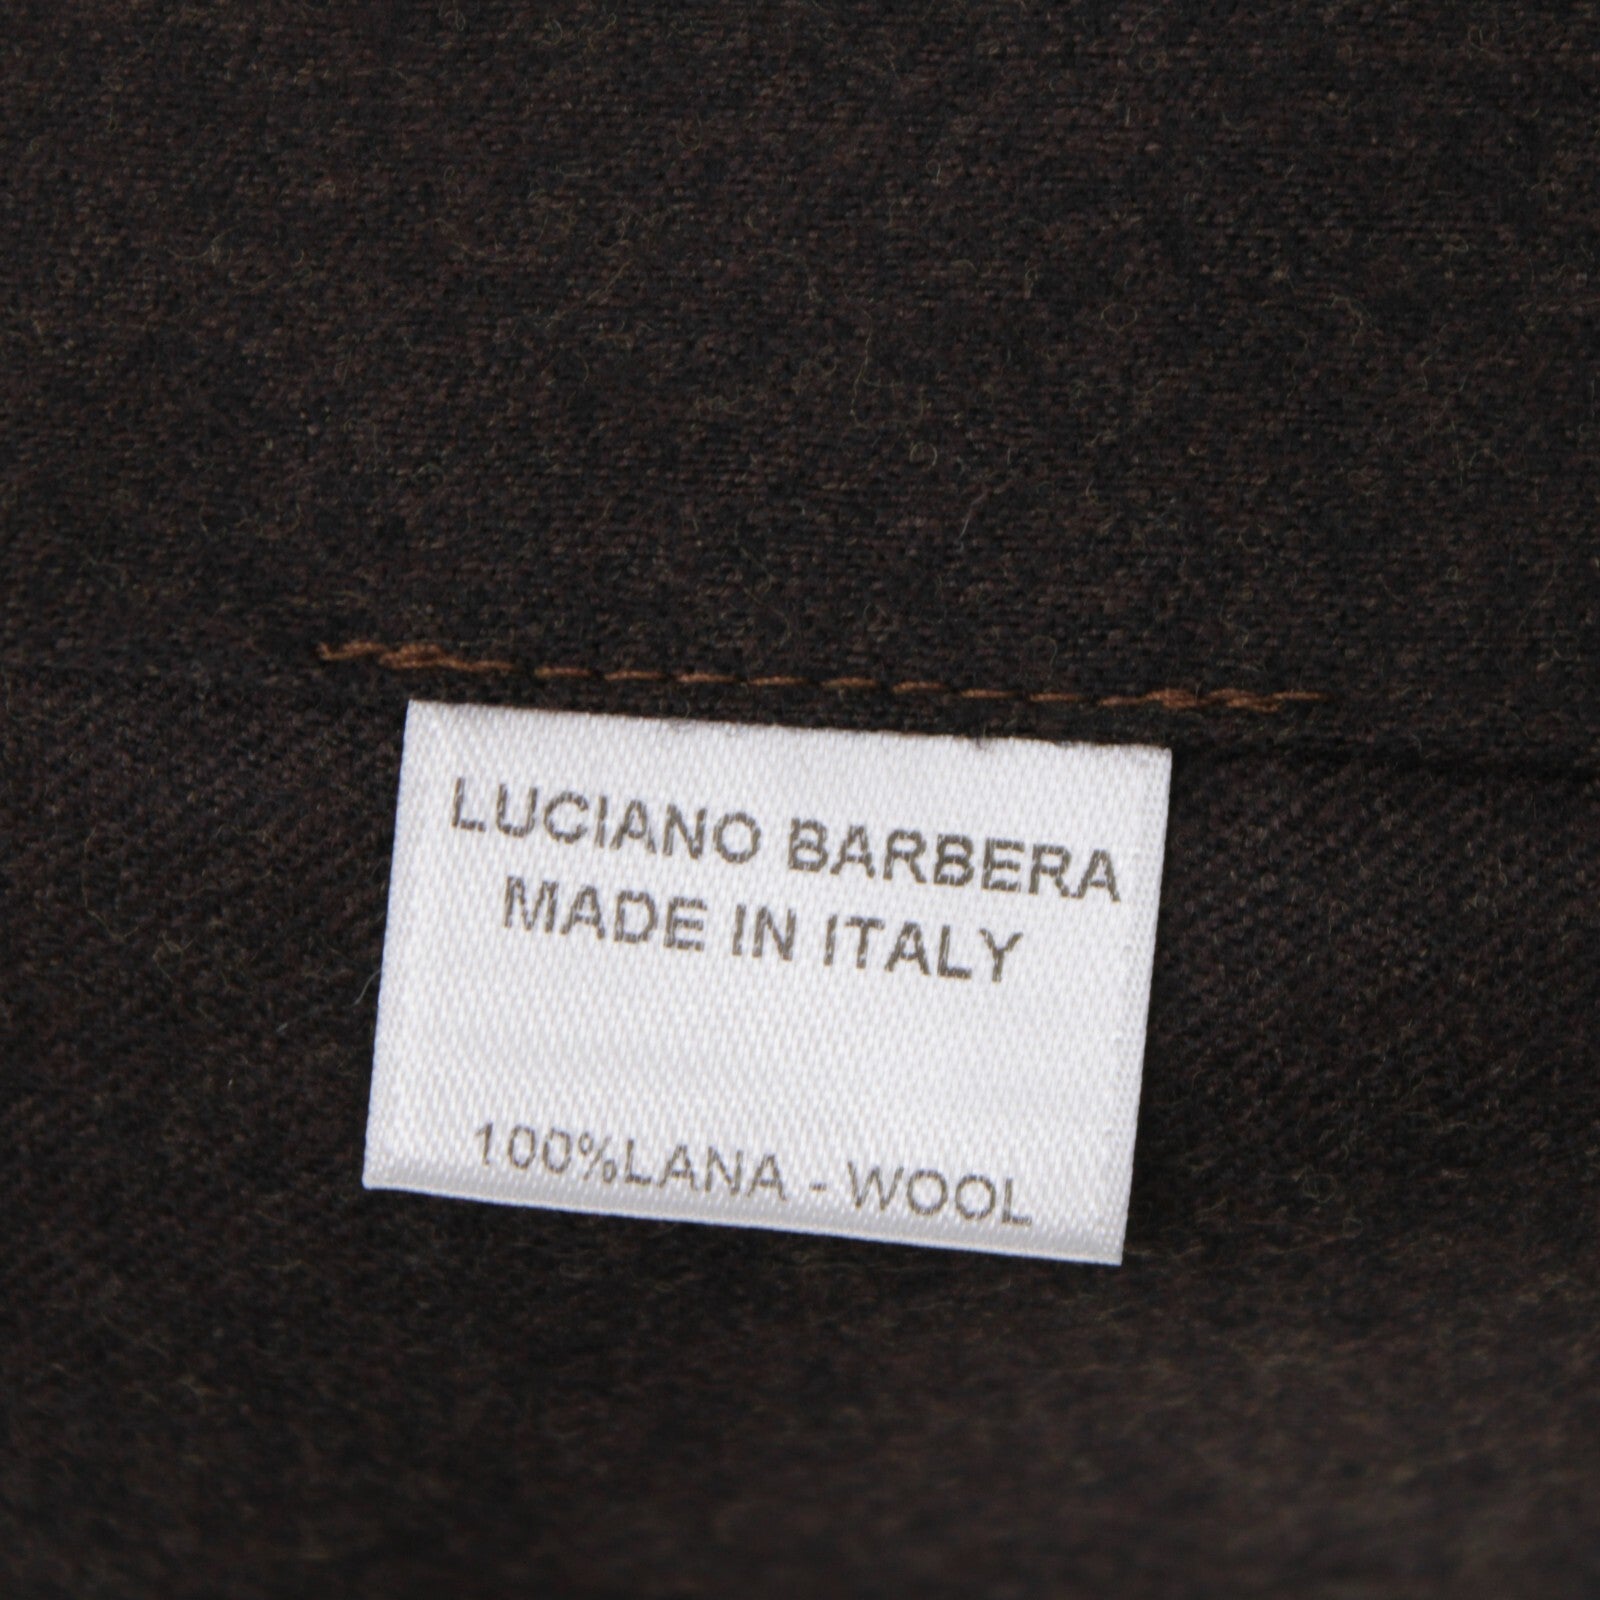 LUCIANO BARBERA
MADE IN ITALY
100%LANA - WOOL